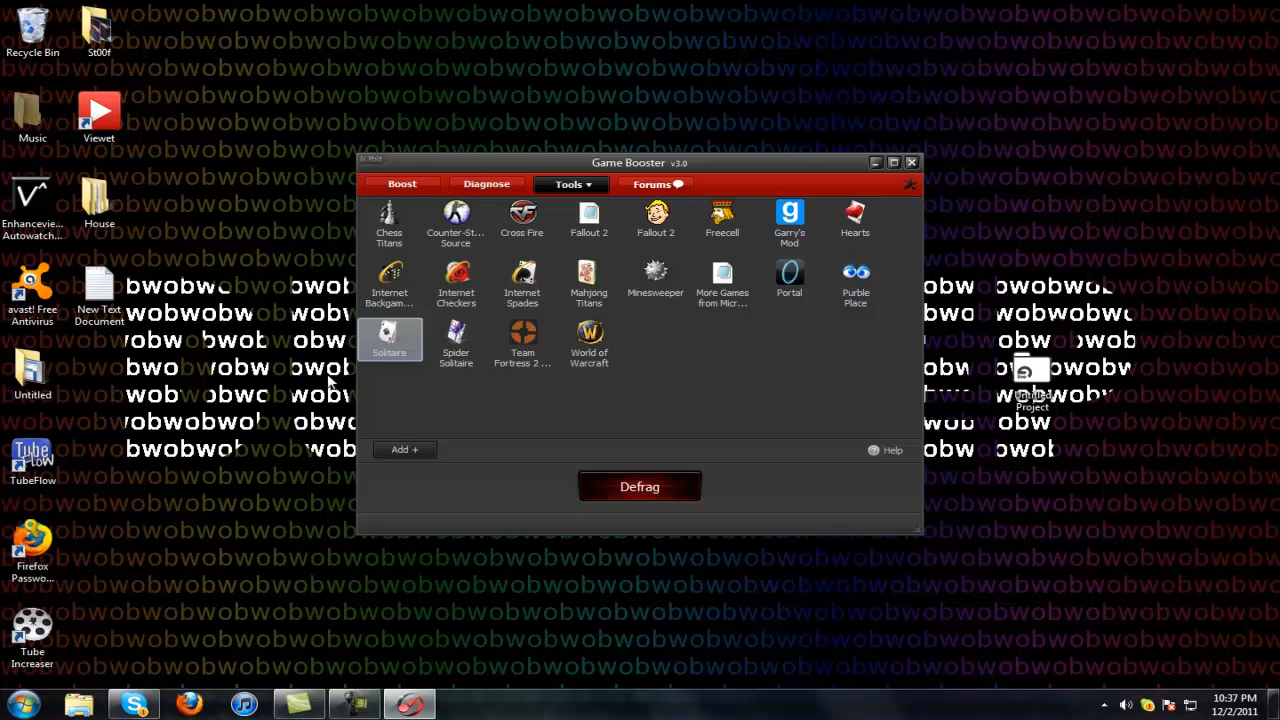 Recycle Bin
St00f
Music
Viewet
Enhanceview
Autowatch...
House
avast! Free
Antivirus
New Text
Document
Untitled
TubeFlow
Firefox
Passwo...
Tube
Increaser
IObit
Game Booster v3.0
Boost
Diagnose
Tools
Forums
Chess
Titans
Counter-St...
Source
Cross Fire
Fallout 2
Fallout 2
Freecell
Garry's
Mod
Hearts
Internet
Backgam...
Internet
Checkers
Internet
Spades
Mahjong
Titans
Minesweeper
More Games
from Micr...
Portal
Purble
Place
Solitaire
Spider
Solitaire
Team
Fortress 2 ...
World of
Warcraft
Add +
Help
Defrag
Untitled
Project
10:37 PM
12/2/2011